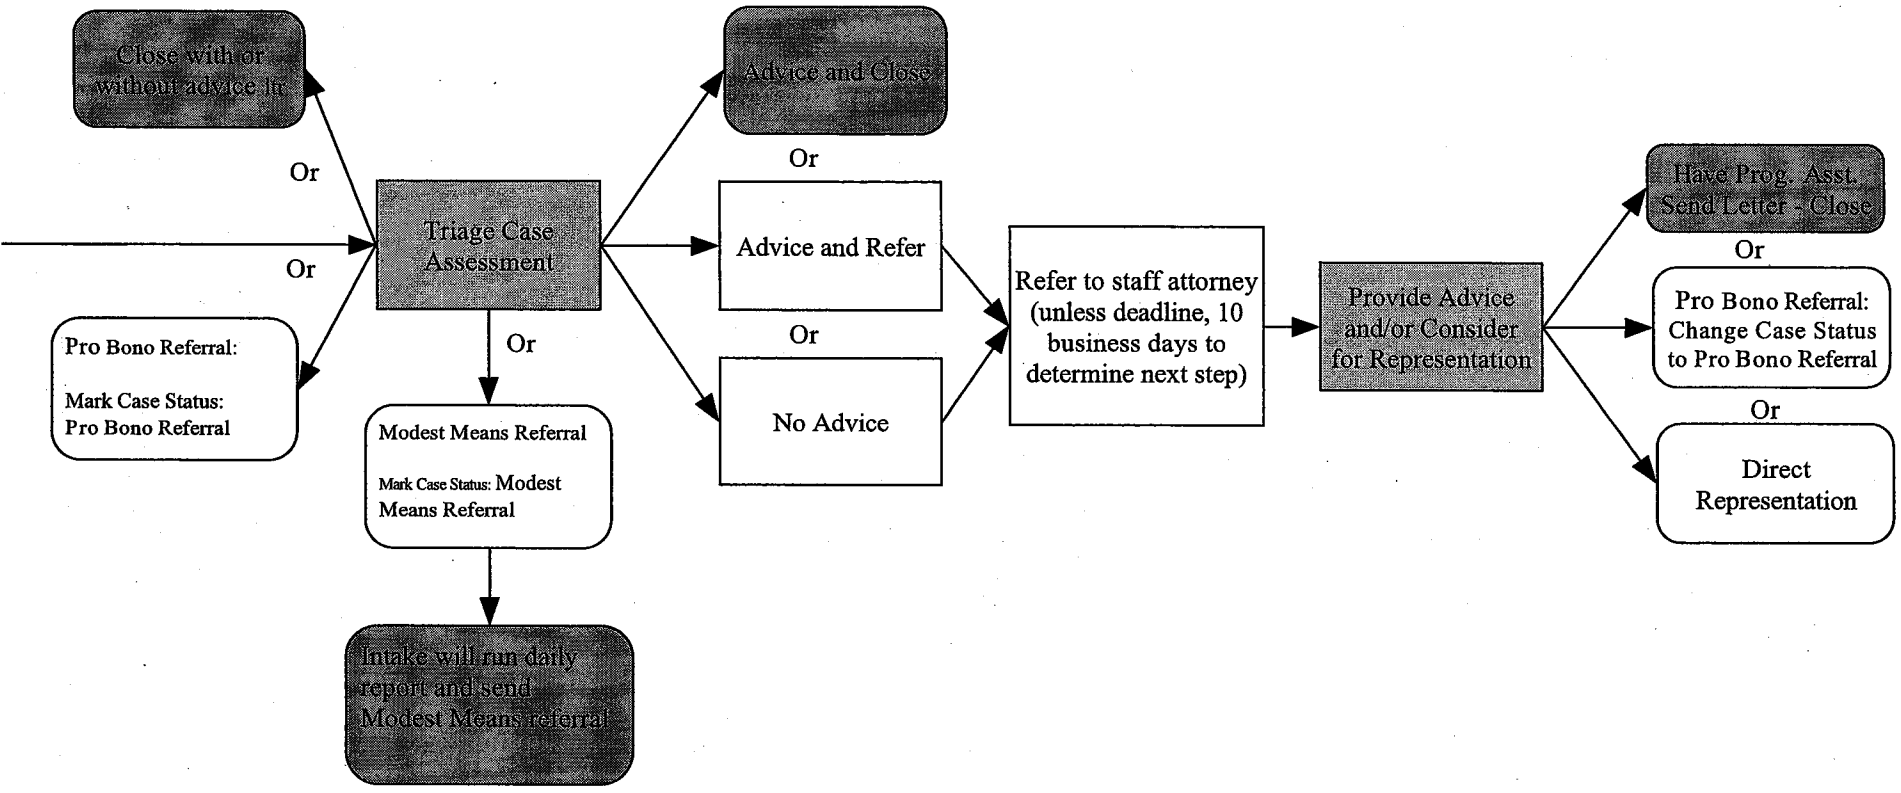 Close with or
without advice ltr
Or
Or
Pro Bono Referral:
Mark Case Status:
Pro Bono Referral
Triage Case
Assessment
Or
Modest Means Referral
Mark Case Status: Modest
Means Referral
Intake will run daily
report and send
Modest Means referral
Advice and Close
Or
Advice and Refer
Or
No Advice
Refer to staff attorney
(unless deadline, 10
business days to
determine next step)
Provide Advice
and/or Consider
for Representation
Have Prog. Asst.
Send Letter - Close
Or
Pro Bono Referral:
Change Case Status
to Pro Bono Referral
Or
Direct
Representation